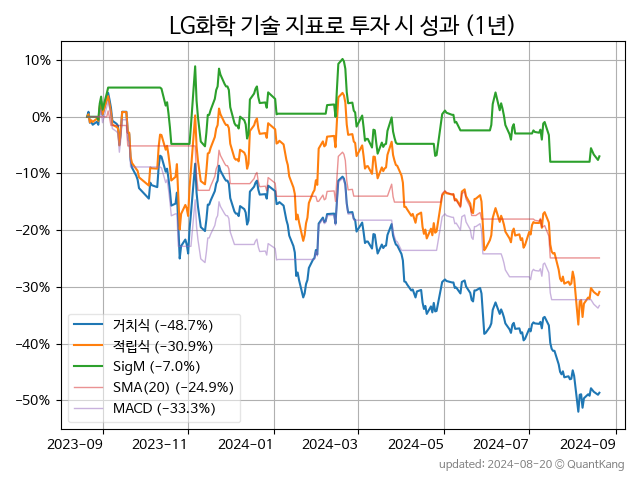 LG화학 기술 지표로 투자 시 성과 (1년)
10%
0%
−10%
−20%
−30%
−40%
−50%
거치식 (−48.7%)
적립식 (−30.9%)
SigM (−7.0%)
SMA(20) (−24.9%)
MACD (−33.3%)
2023-09 2023-11 2024-01 2024-03 2024-05 2024-07 2024-09
updated: 2024-08-20 © QuantKang